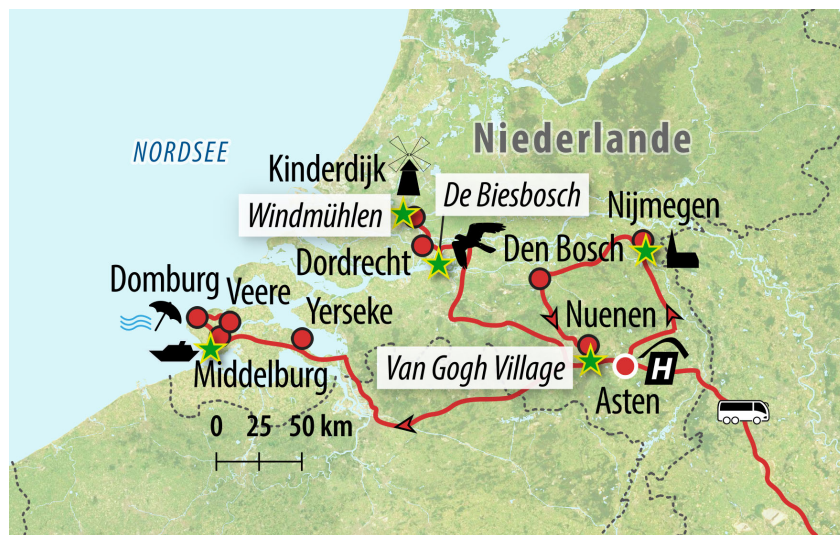 Niederlande
NORDSEE
Kinderdijk
De Biesbosch
Windmühlen
Nijmegen
Dordrecht
Den Bosch
Domburg
Veere
Yerseke
Nuenen
Van Gogh Village
Middelburg
H
Asten
0 25 50 km